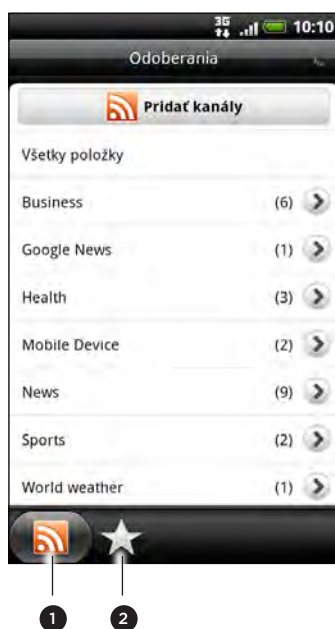 3G 10:10
Odoberania
Pridať kanály
Všetky položky
Business (6)
Google News (1)
Health (3)
Mobile Device (2)
News (9)
Sports (2)
World weather (1)
1 2